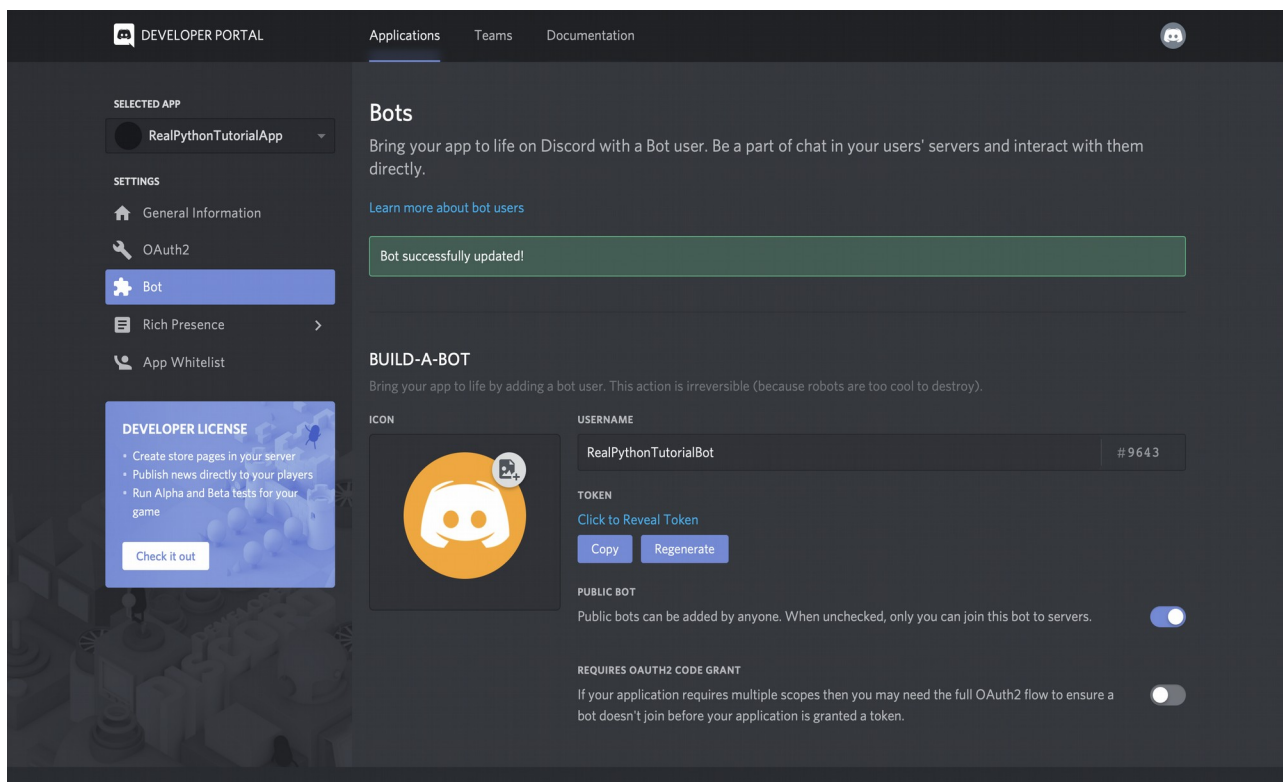 DEVELOPER PORTAL
Applications
Teams
Documentation
SELECTED APP
RealPythonTutorialApp
SETTINGS
General Information
OAuth2
Bot
Rich Presence
App Whitelist
DEVELOPER LICENSE
• Create store pages in your server
• Publish news directly to your players
• Run Alpha and Beta tests for your
game
Check it out
Bots
Bring your app to life on Discord with a Bot user. Be a part of chat in your users' servers and interact with them
directly.
Learn more about bot users
Bot successfully updated!
BUILD-A-BOT
Bring your app to life by adding a bot user. This action is irreversible (because robots are too cool to destroy).
ICON
USERNAME
RealPythonTutorialBot
#9643
TOKEN
Click to Reveal Token
Copy
Regenerate
PUBLIC BOT
Public bots can be added by anyone. When unchecked, only you can join this bot to servers.
REQUIRES OAUTH2 CODE GRANT
If your application requires multiple scopes then you may need the full OAuth2 flow to ensure a
bot doesn't join before your application is granted a token.